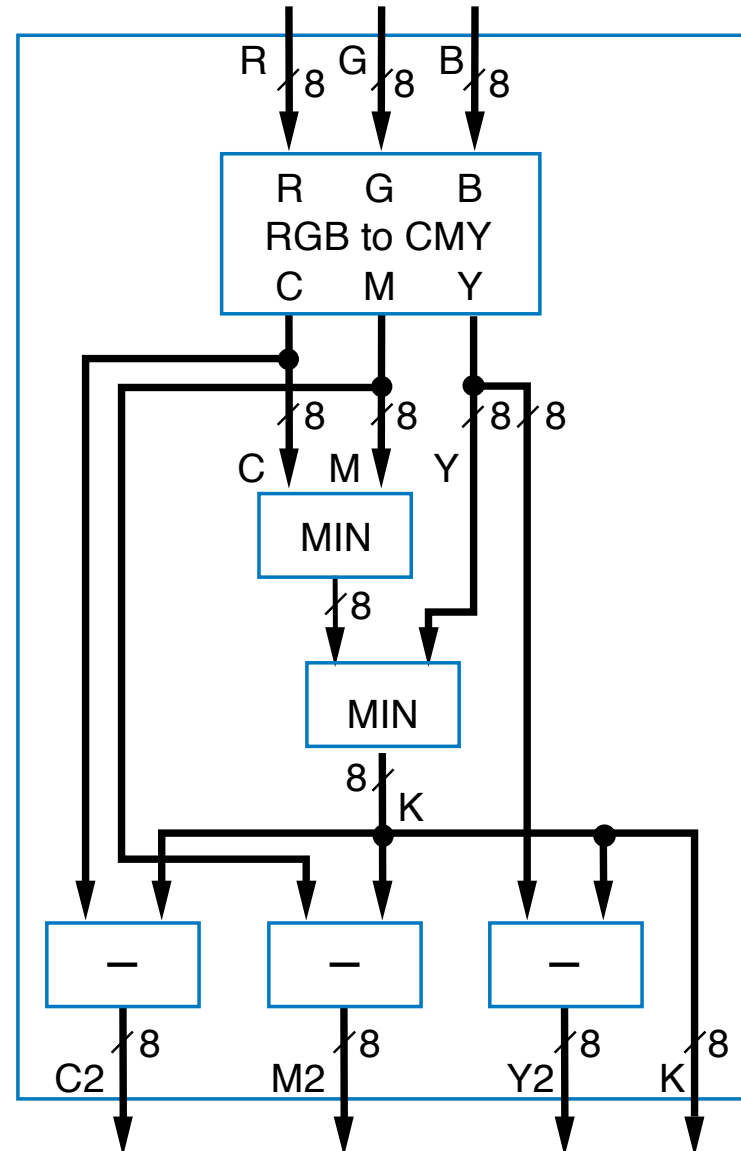 R 8 G 8 B 8
R G B
RGB to CMY
C M Y
8 8 8 8
C M Y
MIN
8
MIN
8
K
– – –
8 8 8 8
C2 M2 Y2 K